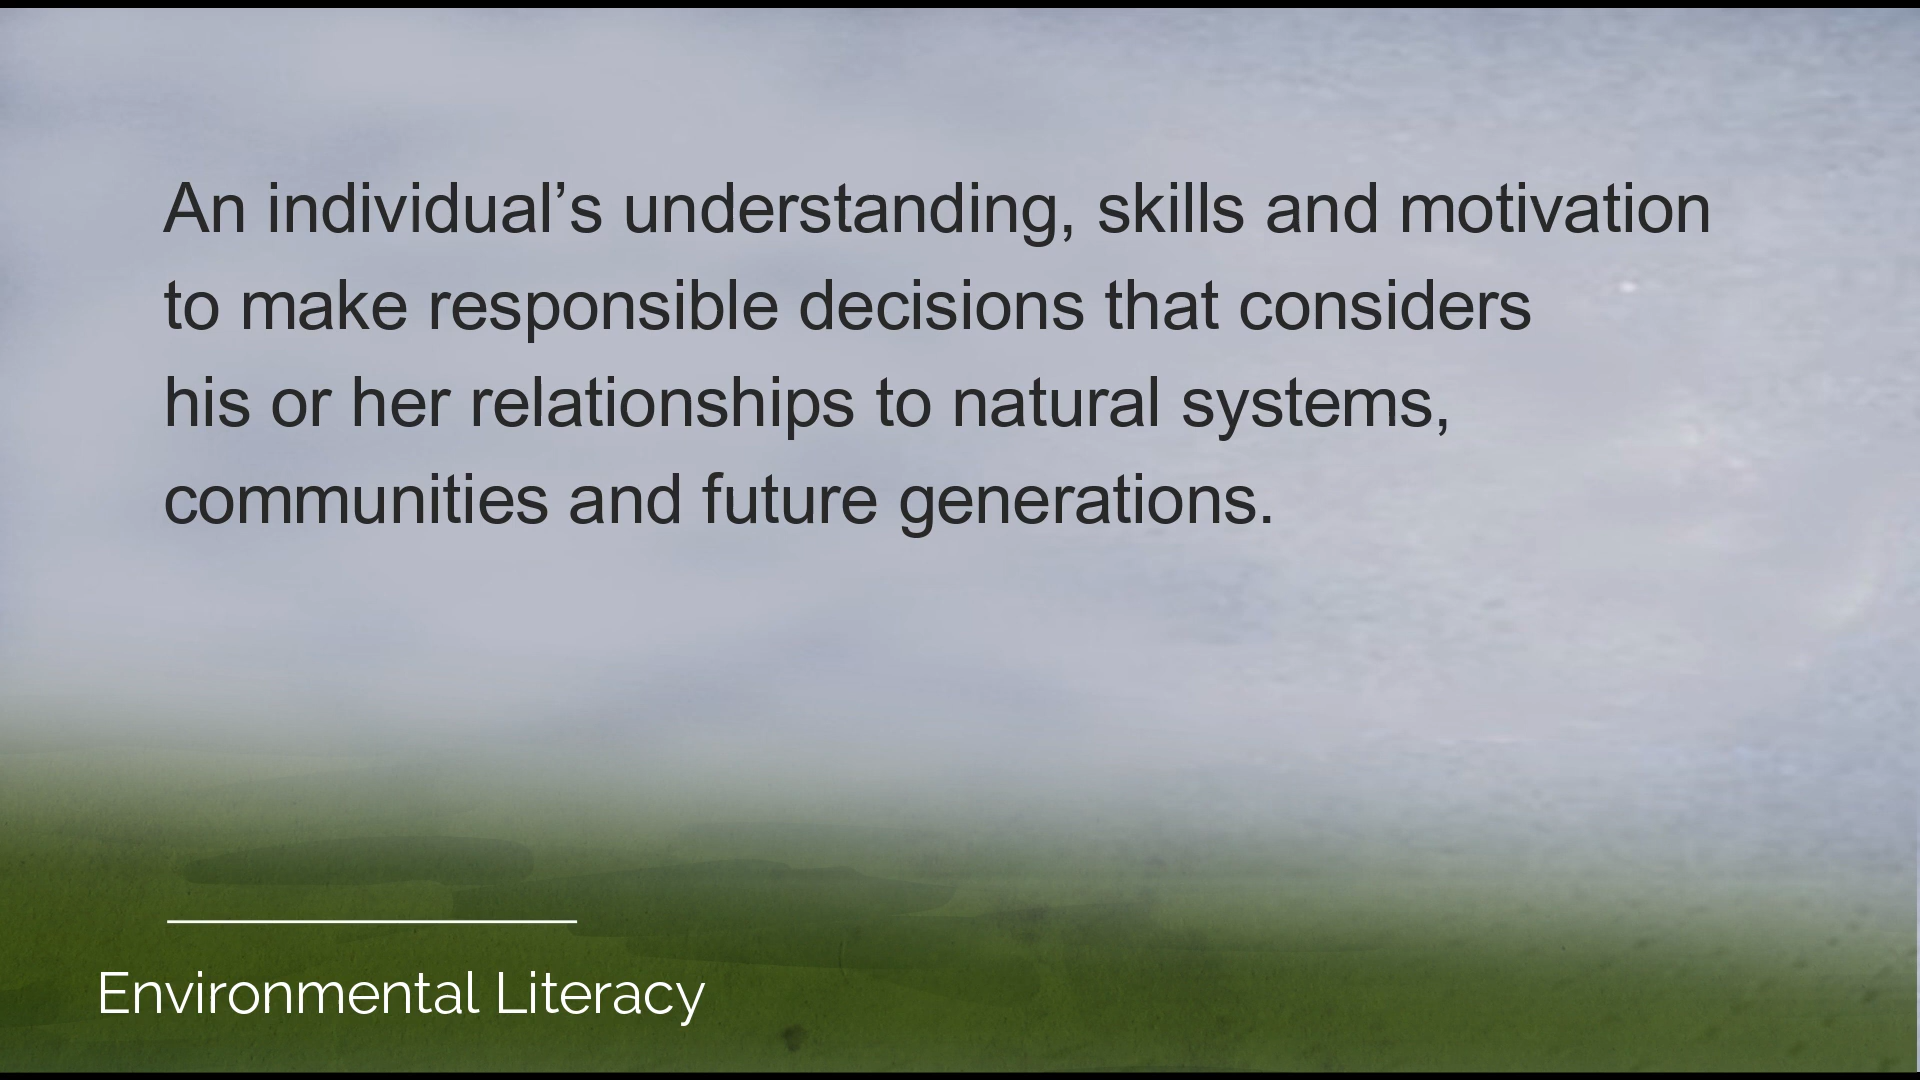 An individual’s understanding, skills and motivation
to make responsible decisions that considers
his or her relationships to natural systems,
communities and future generations.
Environmental Literacy